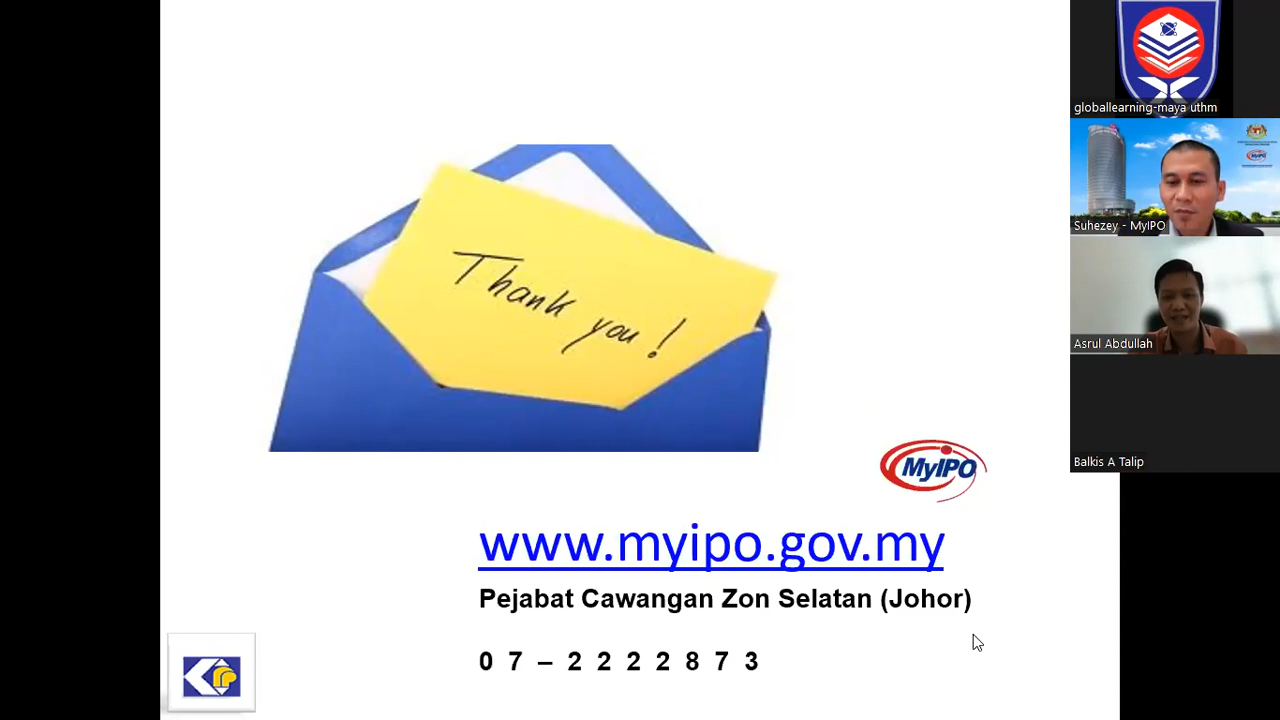 Thank you!
MyIPO
www.myipo.gov.my
Pejabat Cawangan Zon Selatan (Johor)
07–2222873
globallearning-maya uthm
MyIPO
Suhezey - MyIPO
Asrul Abdullah
Balkis A Talip